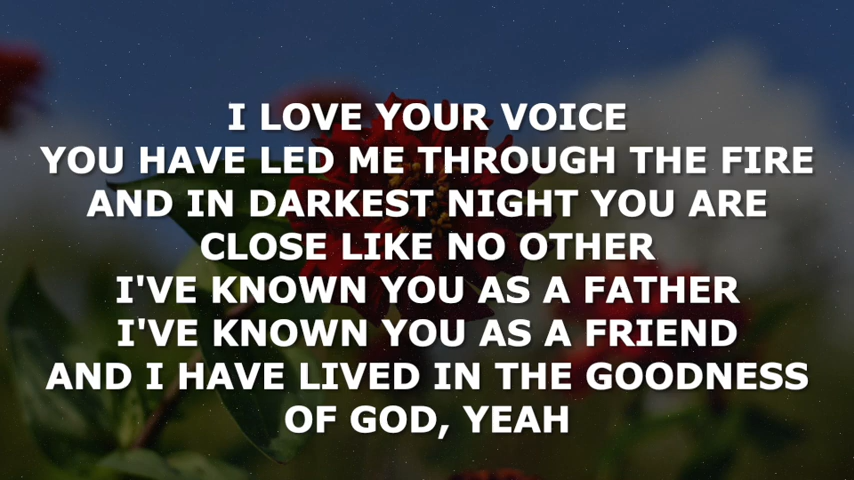 I LOVE YOUR VOICE
YOU HAVE LED ME THROUGH THE FIRE
AND IN DARKEST NIGHT YOU ARE
CLOSE LIKE NO OTHER
I'VE KNOWN YOU AS A FATHER
I'VE KNOWN YOU AS A FRIEND
AND I HAVE LIVED IN THE GOODNESS
OF GOD, YEAH